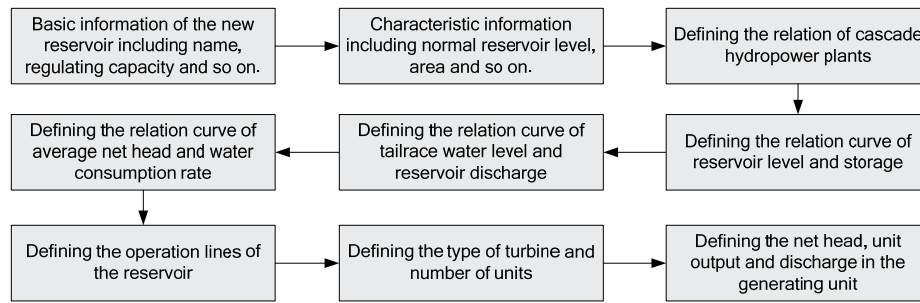 Basic information of the new
reservoir including name,
regulating capacity and so on.
Characteristic information
including normal reservoir level,
area and so on.
Defining the relation of cascade
hydropower plants
Defining the relation curve of
reservoir level and storage
Defining the relation curve of
tailrace water level and
reservoir discharge
Defining the relation curve of
average net head and water
consumption rate
Defining the operation lines of
the reservoir
Defining the type of turbine and
number of units
Defining the net head, unit
output and discharge in the
generating unit